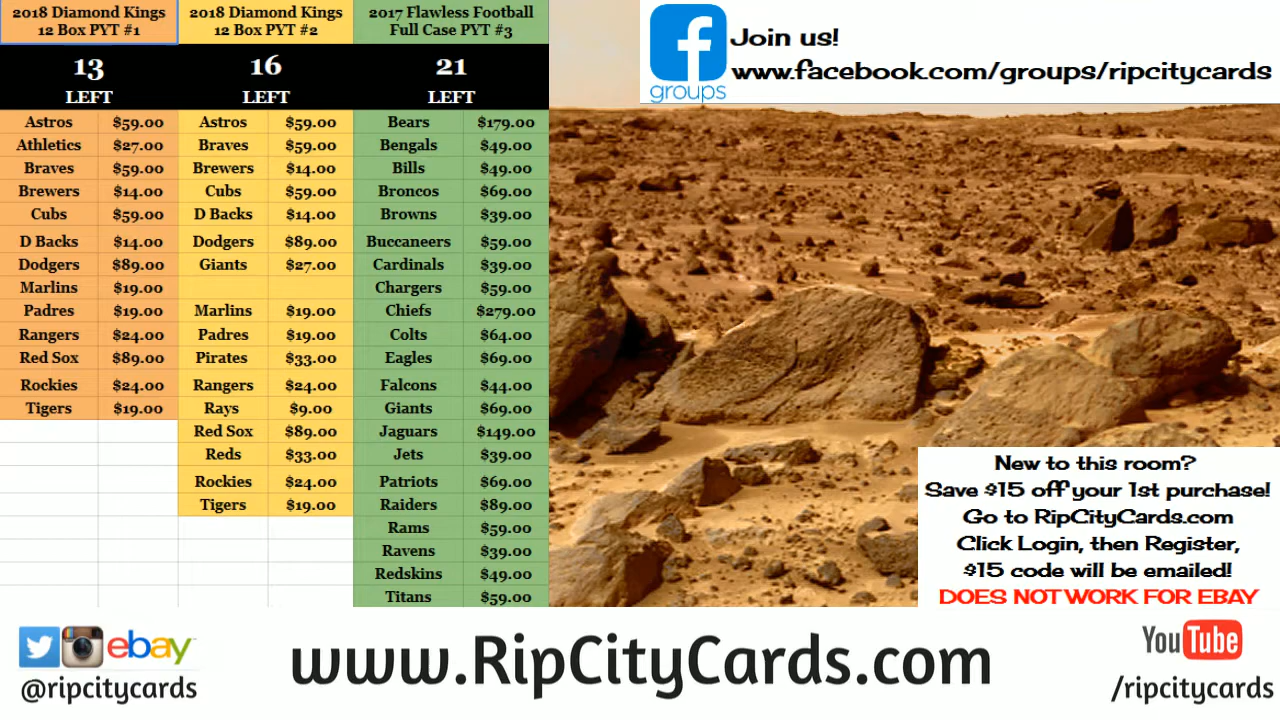 2018 Diamond Kings
12 Box PYT #1
13
LEFT
Astros $59.00
Athletics $27.00
Braves $59.00
Brewers $14.00
Cubs $59.00
D Backs $14.00
Dodgers $89.00
Marlins $19.00
Padres $19.00
Rangers $24.00
Red Sox $89.00
Rockies $24.00
Tigers $19.00
2018 Diamond Kings
12 Box PYT #2
16
LEFT
Astros $59.00
Braves $59.00
Brewers $14.00
Cubs $59.00
D Backs $14.00
Dodgers $89.00
Giants $27.00
Marlins $19.00
Padres $19.00
Pirates $33.00
Rangers $24.00
Rays $9.00
Red Sox $89.00
Reds $33.00
Rockies $24.00
Tigers $19.00
2017 Flawless Football
Full Case PYT #3
21
LEFT
Bears $179.00
Bengals $49.00
Bills $49.00
Broncos $69.00
Browns $39.00
Buccaneers $59.00
Cardinals $39.00
Chargers $59.00
Chiefs $279.00
Colts $64.00
Eagles $69.00
Falcons $44.00
Giants $69.00
Jaguars $149.00
Jets $39.00
Patriots $69.00
Raiders $89.00
Rams $59.00
Ravens $39.00
Redskins $49.00
Titans $59.00
f
groups
Join us!
www.facebook.com/groups/ripcitycards
New to this room?
Save $15 off your 1st purchase!
Go to RipCityCards.com
Click Login, then Register,
$15 code will be emailed!
DOES NOT WORK FOR EBAY
ebay
@ripcitycards
www.RipCityCards.com
YouTube
/ripcitycards